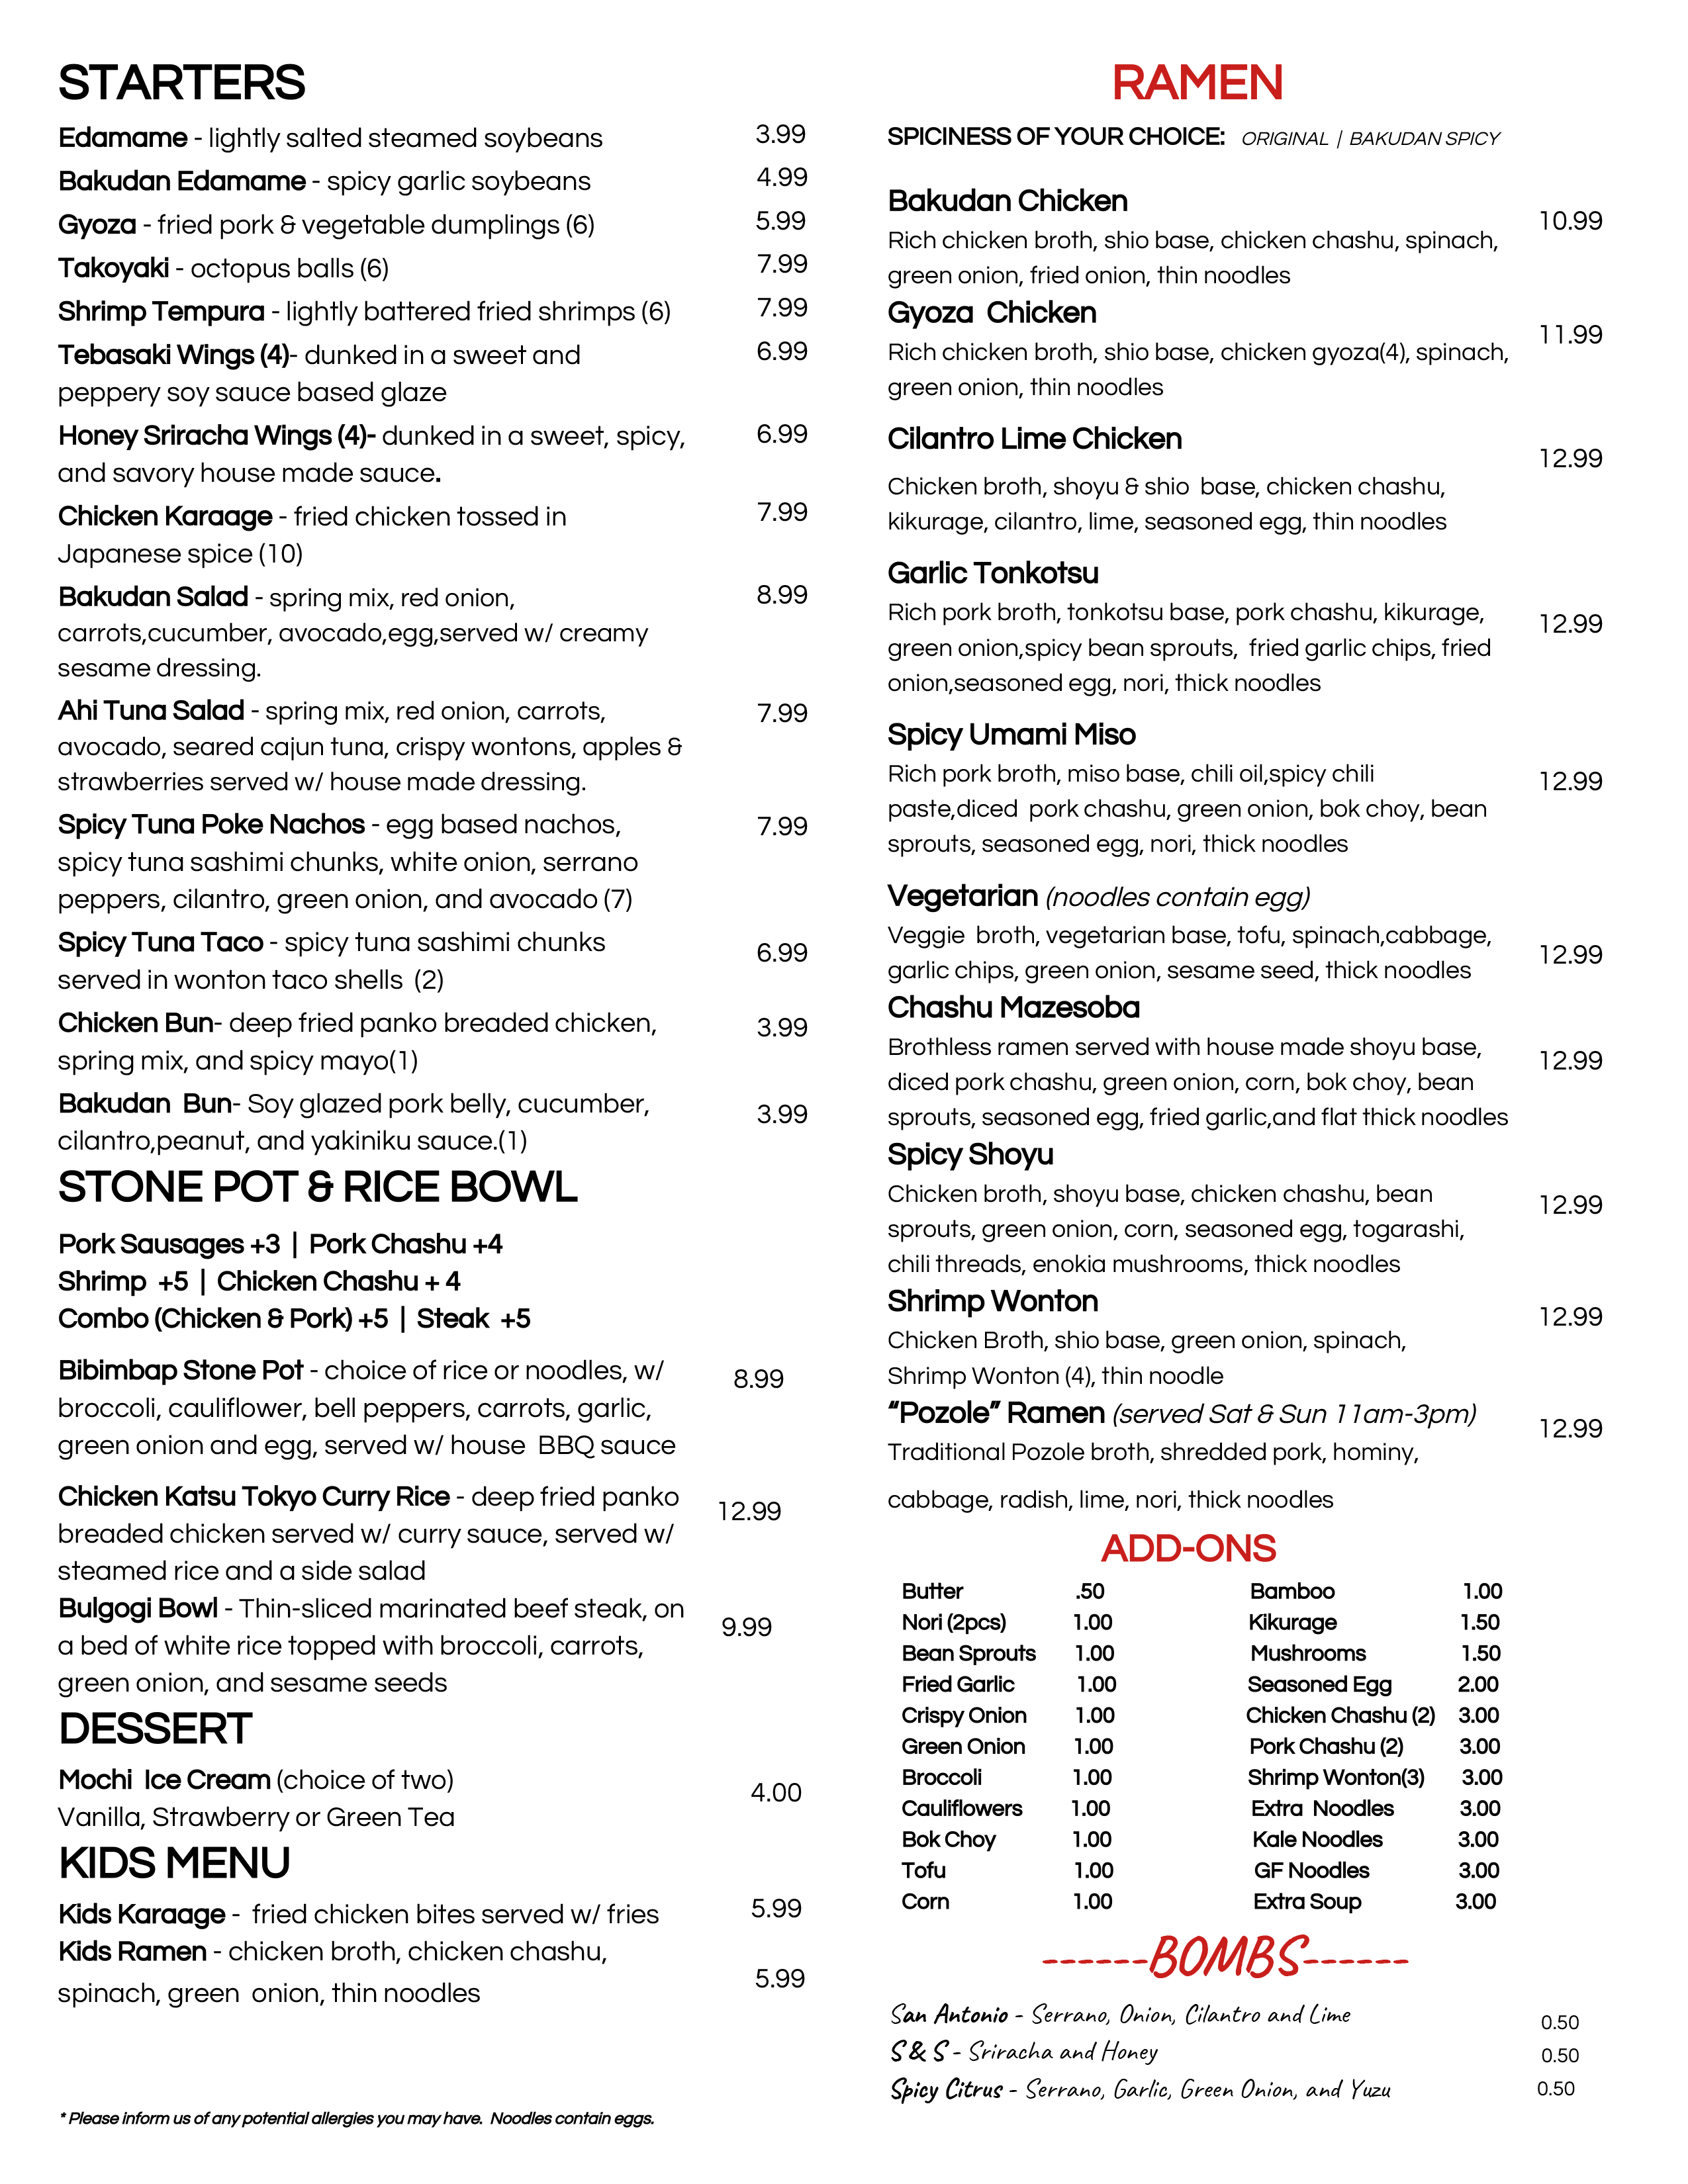 STARTERS
Edamame - lightly salted steamed soybeans 3.99
Bakudan Edamame - spicy garlic soybeans 4.99
Gyoza - fried pork & vegetable dumplings (6) 5.99
Takoyaki - octopus balls (6) 7.99
Shrimp Tempura - lightly battered fried shrimps (6) 7.99
Tebasaki Wings (4)- dunked in a sweet and 6.99
peppery soy sauce based glaze
Honey Sriracha Wings (4)- dunked in a sweet, spicy, 6.99
and savory house made sauce.
Chicken Karaage - fried chicken tossed in 7.99
Japanese spice (10)
Bakudan Salad - spring mix, red onion, 8.99
carrots,cucumber, avocado,egg,served w/ creamy
sesame dressing.
Ahi Tuna Salad - spring mix, red onion, carrots, 7.99
avocado, seared cajun tuna, crispy wontons, apples &
strawberries served w/ house made dressing.
Spicy Tuna Poke Nachos - egg based nachos, 7.99
spicy tuna sashimi chunks, white onion, serrano
peppers, cilantro, green onion, and avocado (7)
Spicy Tuna Taco - spicy tuna sashimi chunks 6.99
served in wonton taco shells (2)
Chicken Bun- deep fried panko breaded chicken, 3.99
spring mix, and spicy mayo(1)
Bakudan Bun- Soy glazed pork belly, cucumber, 3.99
cilantro,peanut, and yakiniku sauce.(1)
STONE POT & RICE BOWL
Pork Sausages +3 | Pork Chashu +4
Shrimp +5 | Chicken Chashu + 4
Combo (Chicken & Pork) +5 | Steak +5
Bibimbap Stone Pot - choice of rice or noodles, w/ 8.99
broccoli, cauliflower, bell peppers, carrots, garlic,
green onion and egg, served w/ house BBQ sauce
Chicken Katsu Tokyo Curry Rice - deep fried panko 12.99
breaded chicken served w/ curry sauce, served w/
steamed rice and a side salad
Bulgogi Bowl - Thin-sliced marinated beef steak, on 9.99
a bed of white rice topped with broccoli, carrots,
green onion, and sesame seeds
DESSERT
Mochi Ice Cream (choice of two) 4.00
Vanilla, Strawberry or Green Tea
KIDS MENU
Kids Karaage - fried chicken bites served w/ fries 5.99
Kids Ramen - chicken broth, chicken chashu, 5.99
spinach, green onion, thin noodles
* Please inform us of any potential allergies you may have. Noodles contain eggs.
RAMEN
SPICINESS OF YOUR CHOICE: ORIGINAL | BAKUDAN SPICY
Bakudan Chicken 10.99
Rich chicken broth, shio base, chicken chashu, spinach,
green onion, fried onion, thin noodles
Gyoza Chicken 11.99
Rich chicken broth, shio base, chicken gyoza(4), spinach,
green onion, thin noodles
Cilantro Lime Chicken 12.99
Chicken broth, shoyu & shio base, chicken chashu,
kikurage, cilantro, lime, seasoned egg, thin noodles
Garlic Tonkotsu
Rich pork broth, tonkotsu base, pork chashu, kikurage, 12.99
green onion,spicy bean sprouts, fried garlic chips, fried
onion,seasoned egg, nori, thick noodles
Spicy Umami Miso
Rich pork broth, miso base, chili oil,spicy chili 12.99
paste,diced pork chashu, green onion, bok choy, bean
sprouts, seasoned egg, nori, thick noodles
Vegetarian (noodles contain egg)
Veggie broth, vegetarian base, tofu, spinach,cabbage, 12.99
garlic chips, green onion, sesame seed, thick noodles
Chashu Mazesoba
Brothless ramen served with house made shoyu base, 12.99
diced pork chashu, green onion, corn, bok choy, bean
sprouts, seasoned egg, fried garlic,and flat thick noodles
Spicy Shoyu
Chicken broth, shoyu base, chicken chashu, bean 12.99
sprouts, green onion, corn, seasoned egg, togarashi,
chili threads, enokia mushrooms, thick noodles
Shrimp Wonton 12.99
Chicken Broth, shio base, green onion, spinach,
Shrimp Wonton (4), thin noodle
“Pozole” Ramen (served Sat & Sun 11am-3pm) 12.99
Traditional Pozole broth, shredded pork, hominy,
cabbage, radish, lime, nori, thick noodles
ADD-ONS
Butter .50 Bamboo 1.00
Nori (2pcs) 1.00 Kikurage 1.50
Bean Sprouts 1.00 Mushrooms 1.50
Fried Garlic 1.00 Seasoned Egg 2.00
Crispy Onion 1.00 Chicken Chashu (2) 3.00
Green Onion 1.00 Pork Chashu (2) 3.00
Broccoli 1.00 Shrimp Wonton(3) 3.00
Cauliflowers 1.00 Extra Noodles 3.00
Bok Choy 1.00 Kale Noodles 3.00
Tofu 1.00 GF Noodles 3.00
Corn 1.00 Extra Soup 3.00
------BOMBS------
San Antonio - Serrano, Onion, Cilantro and Lime 0.50
S & S - Sriracha and Honey 0.50
Spicy Citrus - Serrano, Garlic, Green Onion, and Yuzu 0.50